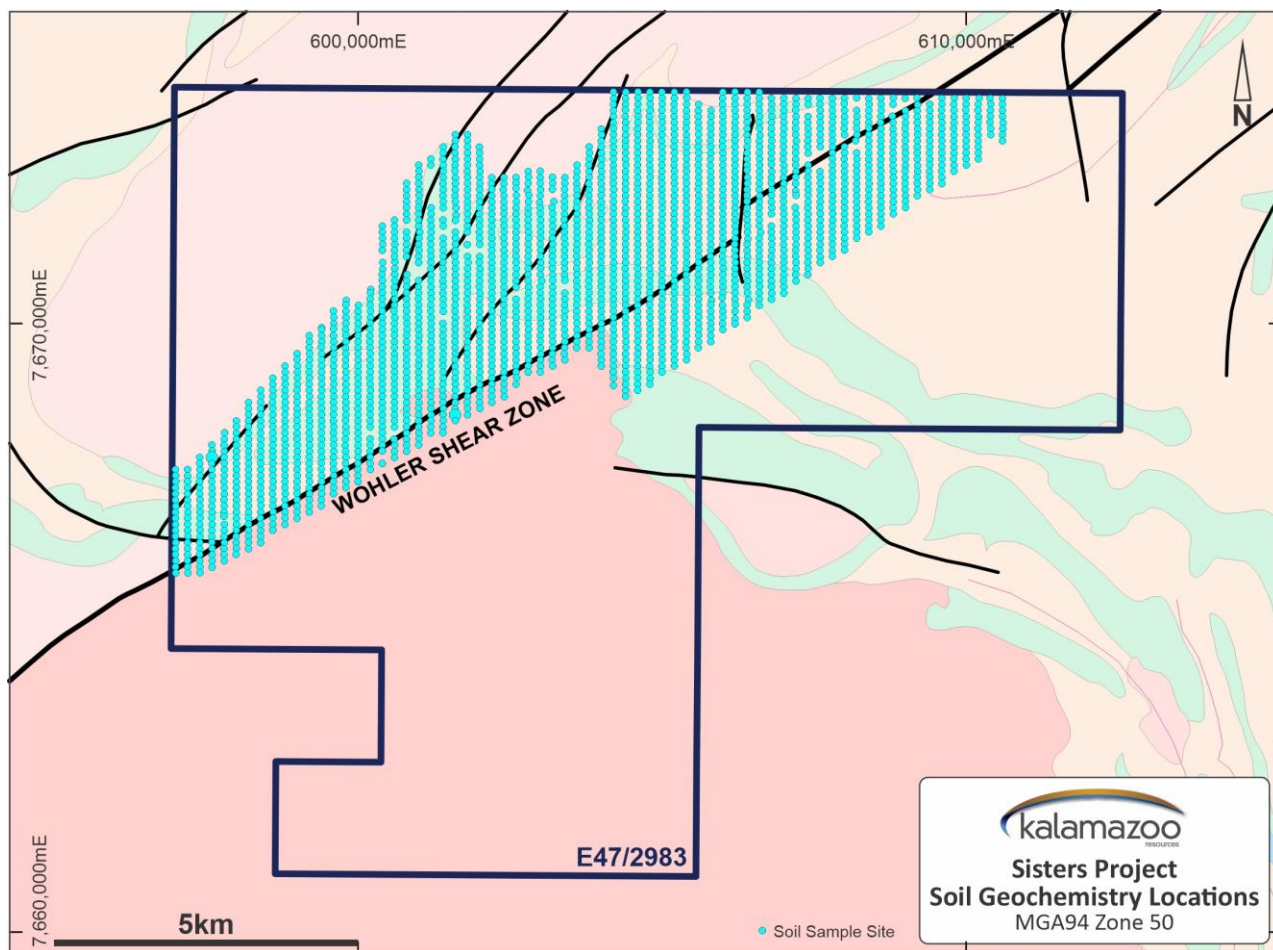 600,000mE
610,000mE
N
7,670,000mE
WOHLER SHEAR ZONE
E47/2983
7,660,000mE
5km
Soil Sample Site
kalamazoo
resources
Sisters Project
Soil Geochemistry Locations
MGA94 Zone 50